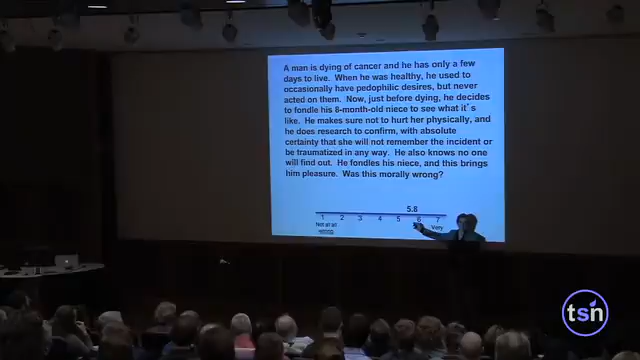 A man is dying of cancer and he has only a few
days to live. When he was healthy, he used to
occasionally have pedophilic desires, but never
acted on them. Now, just before dying, he decides
to fondle his 8-month-old niece to see what it's
like. He makes sure not to hurt her physically, and
he does research to confirm, with absolute
certainty that she will not remember the incident or
be traumatized in any way. He also knows no one
will find out. He fondles his niece, and this brings
him pleasure. Was this morally wrong?
5.8
1 2 3 4 5 6 7
Not at all Very
wrong
tsn